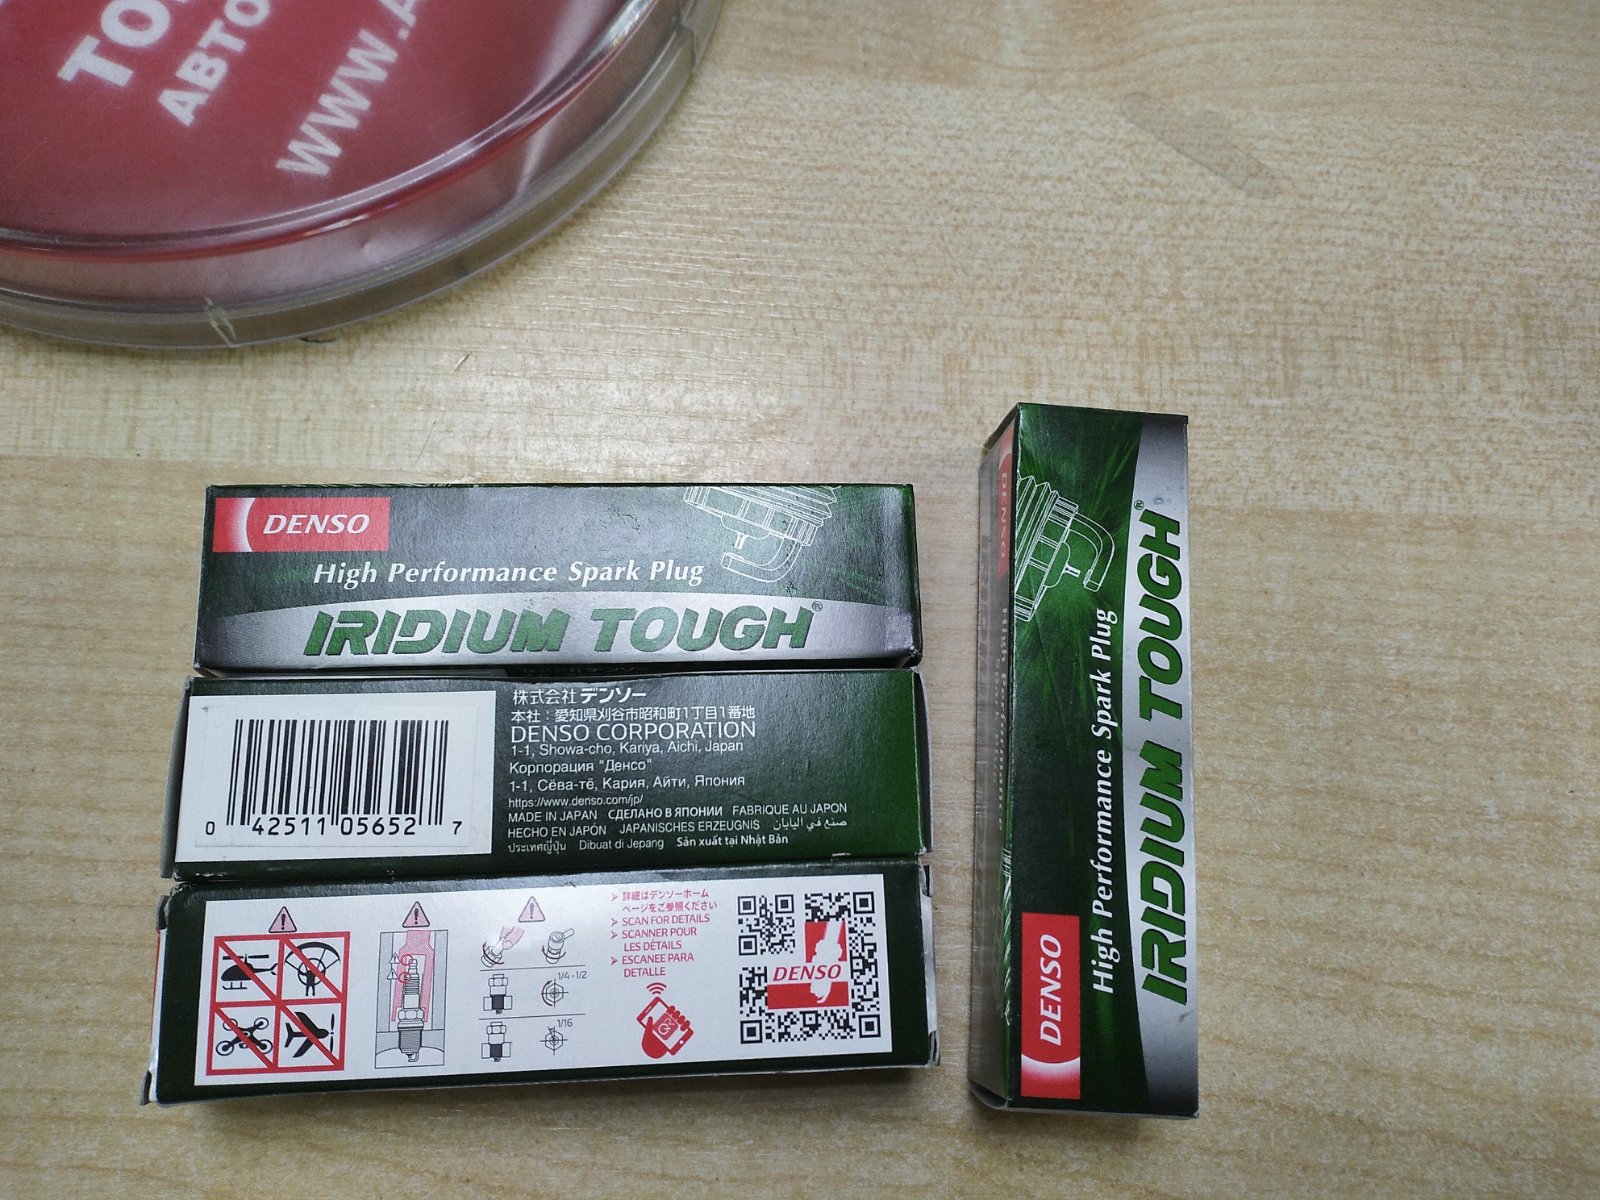 ТО
АВТО
WWW.A
DENSO
High Performance Spark Plug
IRIDIUM TOUGH®
株式会社デンソー
本社：愛知県刈谷市昭和町1丁目1番地
DENSO CORPORATION
1-1, Showa-cho, Kariya, Aichi, Japan
Корпорация "Денсо"
1-1, Сёва-тё, Кария, Айти, Япония
https://www.denso.com/jp/
MADE IN JAPAN СДЕЛАНО В ЯПОНИИ FABRIQUE AU JAPON
HECHO EN JAPÓN JAPANISCHES ERZEUGNIS صنع في اليابان
ประเทศญี่ปุ่น Dibuat di Jepang Sản xuất tại Nhật Bản
0 42511 05652 7
1/4 -1/2
1/16
詳細はデンソーホーム
ページをご参照ください
SCAN FOR DETAILS
SCANNER POUR
LES DÉTAILS
ESCANEE PARA
DETALLE
QR
DENSO
DENSO
High Performance Spark Plug
IRIDIUM TOUGH®
DENSO